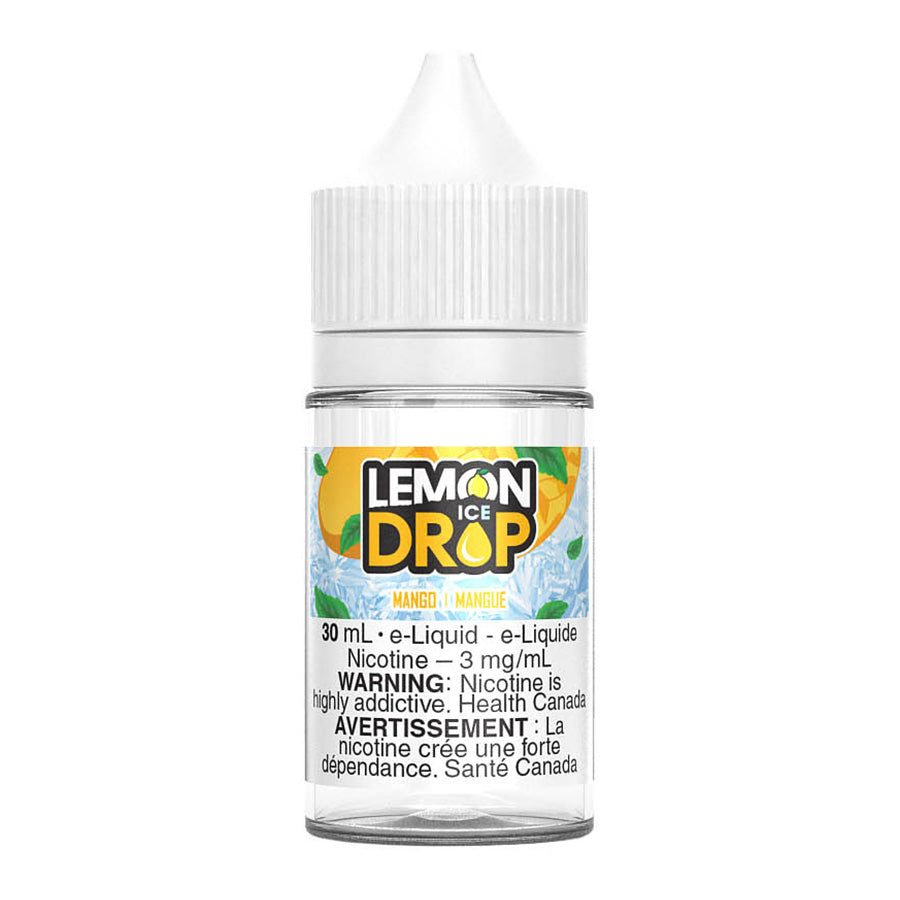 LEMON
ICE
DROP
MANGO | MANGUE
30 mL • e-Liquid - e-Liquide
Nicotine — 3 mg/mL
WARNING: Nicotine is
highly addictive. Health Canada
AVERTISSEMENT : La
nicotine crée une forte
dépendance. Santé Canada